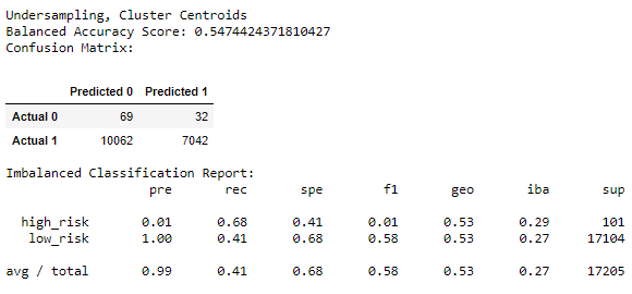 Undersampling, Cluster Centroids
Balanced Accuracy Score: 0.5474424371810427
Confusion Matrix:
Predicted 0 Predicted 1
Actual 0 69 32
Actual 1 10062 7042
Imbalanced Classification Report:
pre rec spe f1 geo iba sup
high_risk 0.01 0.68 0.41 0.01 0.53 0.29 101
low_risk 1.00 0.41 0.68 0.58 0.53 0.27 17104
avg / total 0.99 0.41 0.68 0.58 0.53 0.27 17205